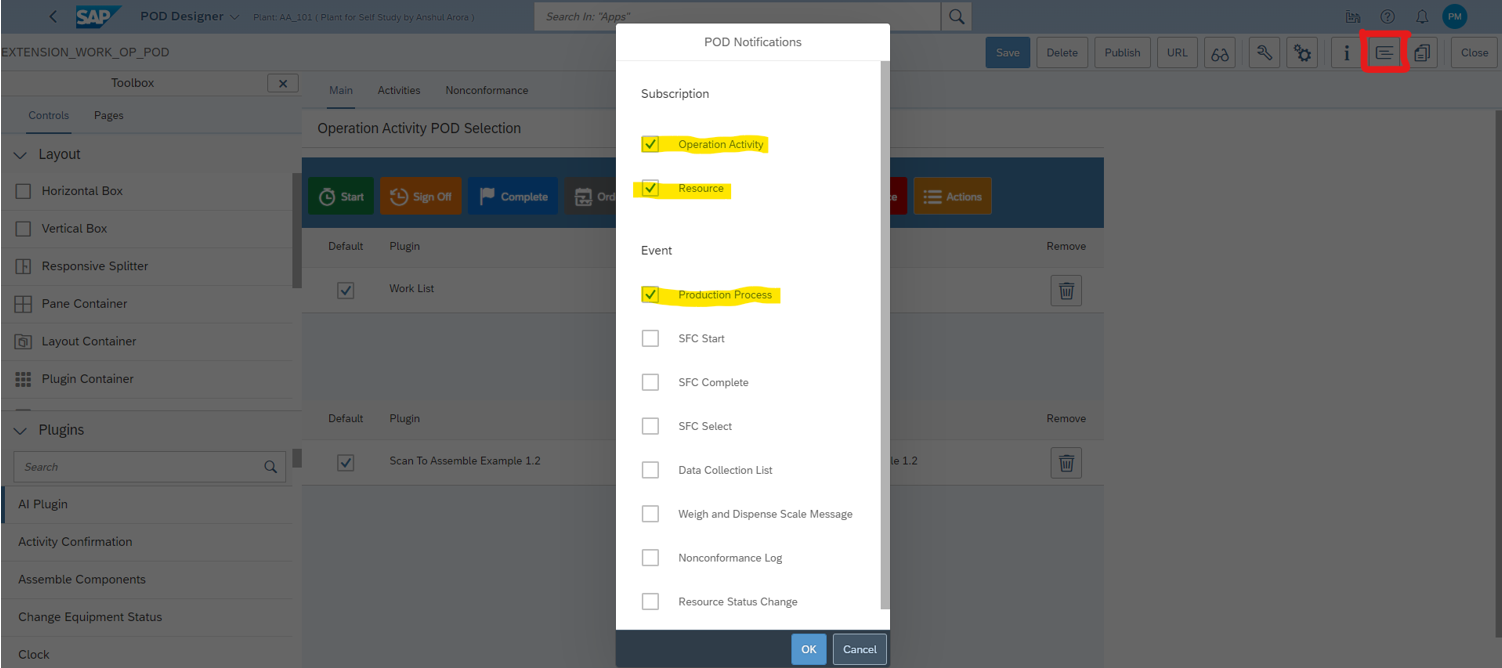 SAP POD Designer Plant: AA_101 ( Plant for Self Study by Anshul Arora ) Search In: "Apps" PM
EXTENSION_WORK_OP_POD Save Delete Publish URL Close
Toolbox
Controls Pages
Layout
Horizontal Box
Vertical Box
Responsive Splitter
Pane Container
Layout Container
Plugin Container
Plugins
Search
AI Plugin
Activity Confirmation
Assemble Components
Change Equipment Status
Clock
Main Activities Nonconformance
Operation Activity POD Selection
Start Sign Off Complete Ord Actions
Default Plugin Remove
Work List
Default Plugin Remove
Scan To Assemble Example 1.2 le 1.2
POD Notifications
Subscription
Operation Activity
Resource
Event
Production Process
SFC Start
SFC Complete
SFC Select
Data Collection List
Weigh and Dispense Scale Message
Nonconformance Log
Resource Status Change
OK Cancel